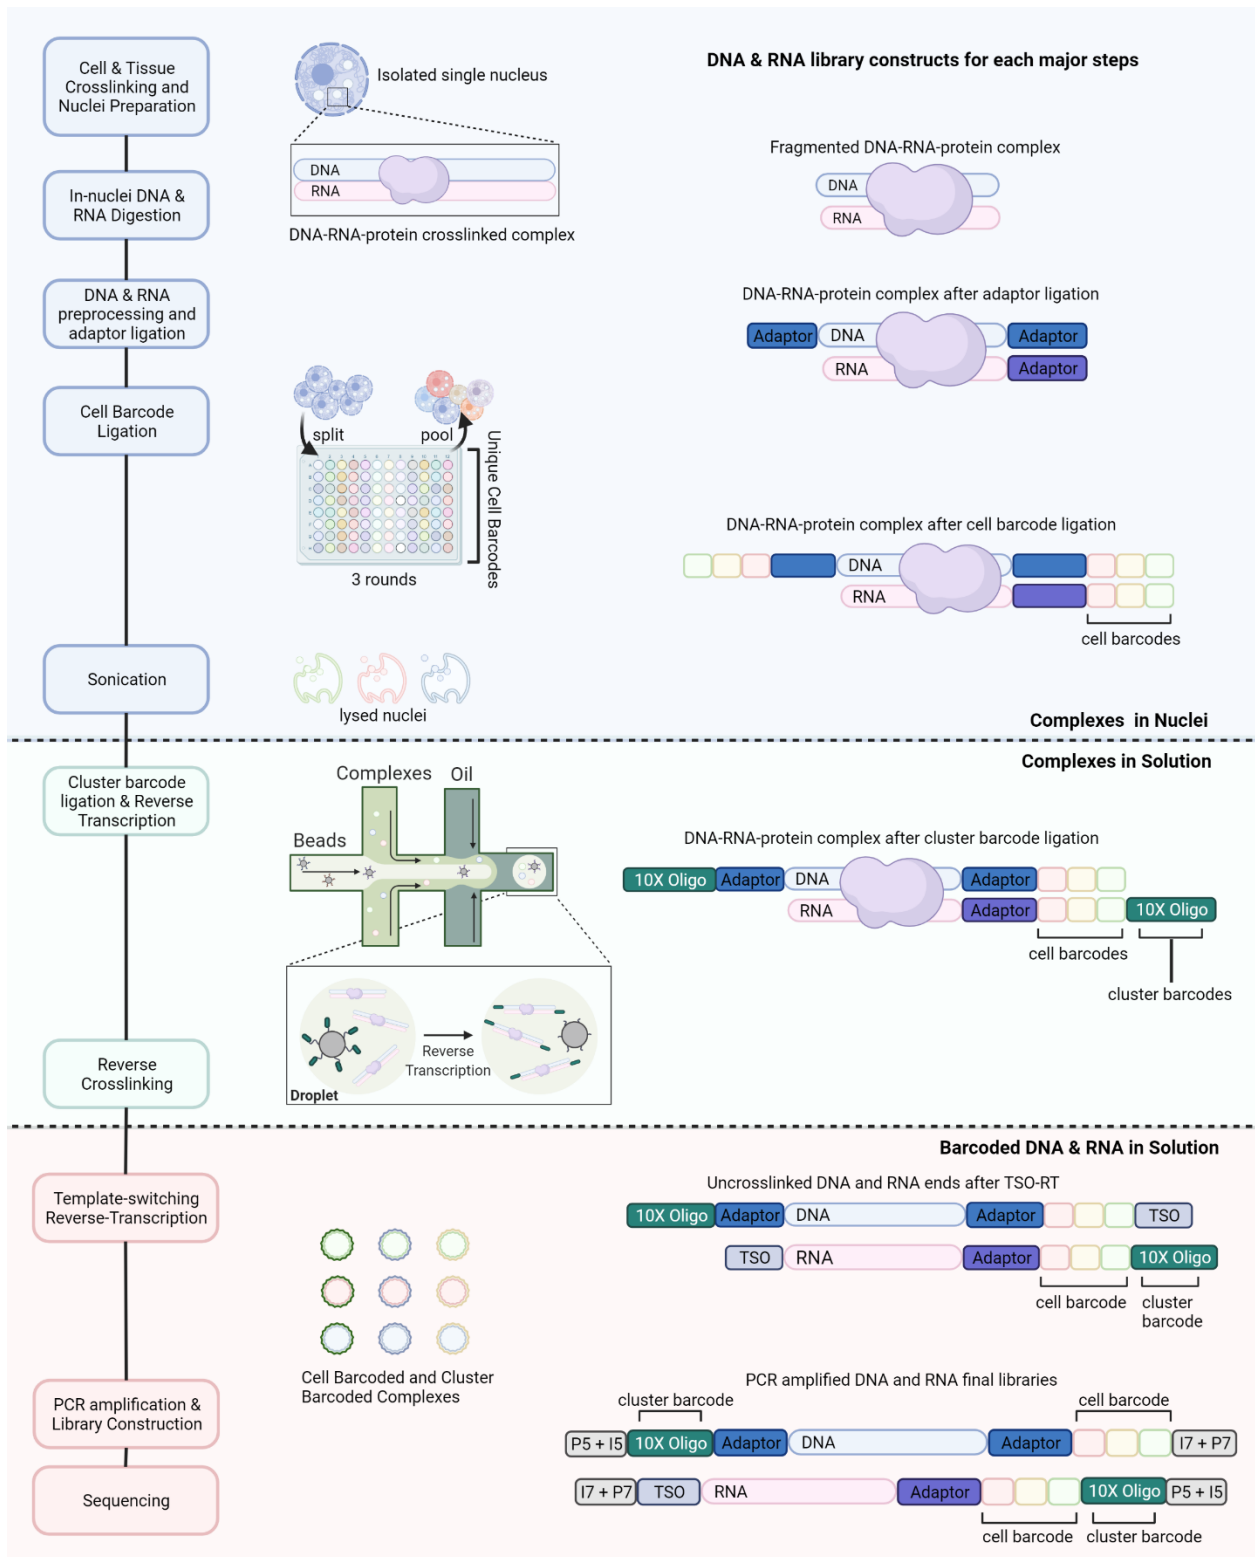 Cell & Tissue
Crosslinking and
Nuclei Preparation
In-nuclei DNA &
RNA Digestion
DNA & RNA
preprocessing and
adaptor ligation
Cell Barcode
Ligation
Sonication
Isolated single nucleus
DNA
RNA
DNA-RNA-protein crosslinked complex
split
pool
Unique Cell Barcodes
3 rounds
lysed nuclei
DNA & RNA library constructs for each major steps
Fragmented DNA-RNA-protein complex
DNA
RNA
DNA-RNA-protein complex after adaptor ligation
Adaptor DNA Adaptor
RNA Adaptor
DNA-RNA-protein complex after cell barcode ligation
DNA
RNA
cell barcodes
Complexes in Nuclei
Complexes in Solution
Cluster barcode
ligation & Reverse
Transcription
Reverse
Crosslinking
Complexes Oil
Beads
Reverse
Transcription
Droplet
DNA-RNA-protein complex after cluster barcode ligation
10X Oligo Adaptor DNA Adaptor
RNA Adaptor 10X Oligo
cell barcodes
cluster barcodes
Barcoded DNA & RNA in Solution
Template-switching
Reverse-Transcription
PCR amplification &
Library Construction
Sequencing
Cell Barcoded and Cluster
Barcoded Complexes
Uncrosslinked DNA and RNA ends after TSO-RT
10X Oligo Adaptor DNA Adaptor TSO
TSO RNA Adaptor 10X Oligo
cell barcode cluster
barcode
PCR amplified DNA and RNA final libraries
cluster barcode cell barcode
P5 + I5 10X Oligo Adaptor DNA Adaptor I7 + P7
I7 + P7 TSO RNA Adaptor 10X Oligo P5 + I5
cell barcode cluster barcode